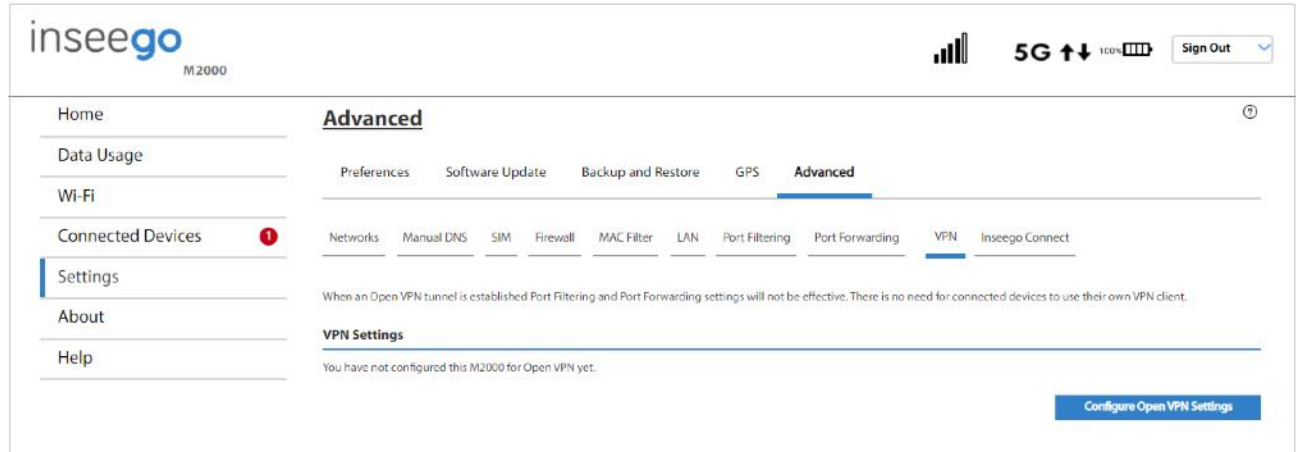 inseego
M2000
5G 100% Sign Out
Home
Data Usage
Wi-Fi
Connected Devices 1
Settings
About
Help
Advanced ?
Preferences Software Update Backup and Restore GPS Advanced
Networks Manual DNS SIM Firewall MAC Filter LAN Port Filtering Port Forwarding VPN Inseego Connect
When an Open VPN tunnel is established Port Filtering and Port Forwarding settings will not be effective. There is no need for connected devices to use their own VPN client.
VPN Settings
You have not configured this M2000 for Open VPN yet.
Configure Open VPN Settings